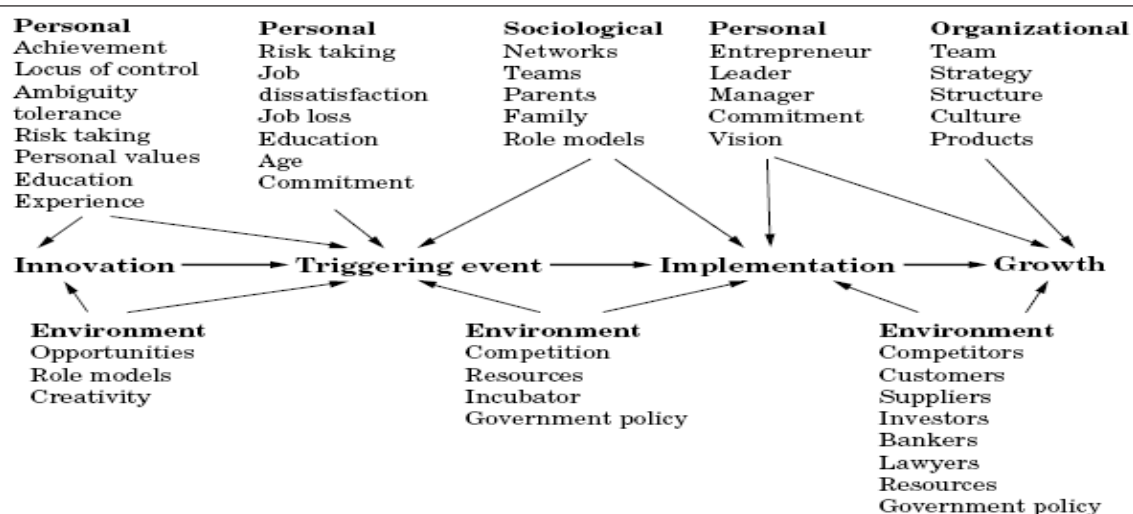 Personal
Achievement
Locus of control
Ambiguity
tolerance
Risk taking
Personal values
Education
Experience
Personal
Risk taking
Job
dissatisfaction
Job loss
Education
Age
Commitment
Sociological
Networks
Teams
Parents
Family
Role models
Personal
Entrepreneur
Leader
Manager
Commitment
Vision
Organizational
Team
Strategy
Structure
Culture
Products
Innovation
Triggering event
Implementation
Growth
Environment
Opportunities
Role models
Creativity
Environment
Competition
Resources
Incubator
Government policy
Environment
Competitors
Customers
Suppliers
Investors
Bankers
Lawyers
Resources
Government policy